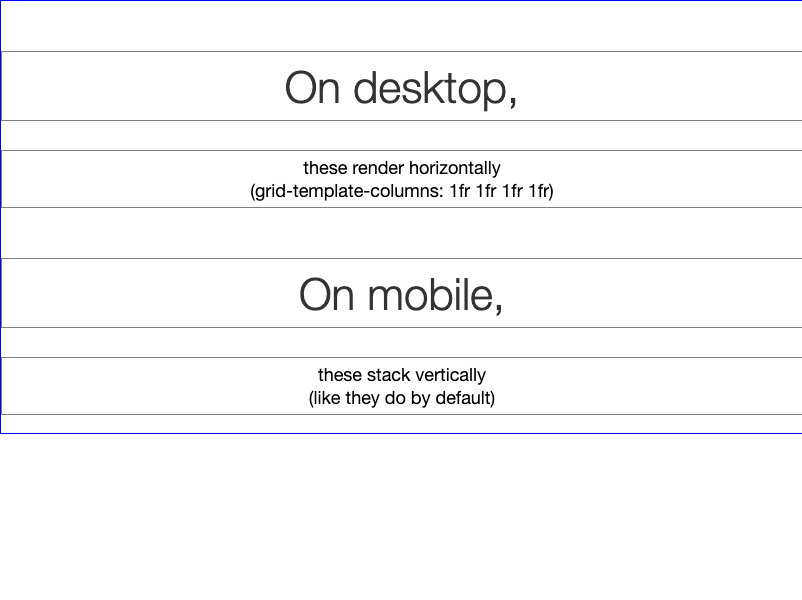 On desktop,
these render horizontally
(grid-template-columns: 1fr 1fr 1fr 1fr)
On mobile,
these stack vertically
(like they do by default)